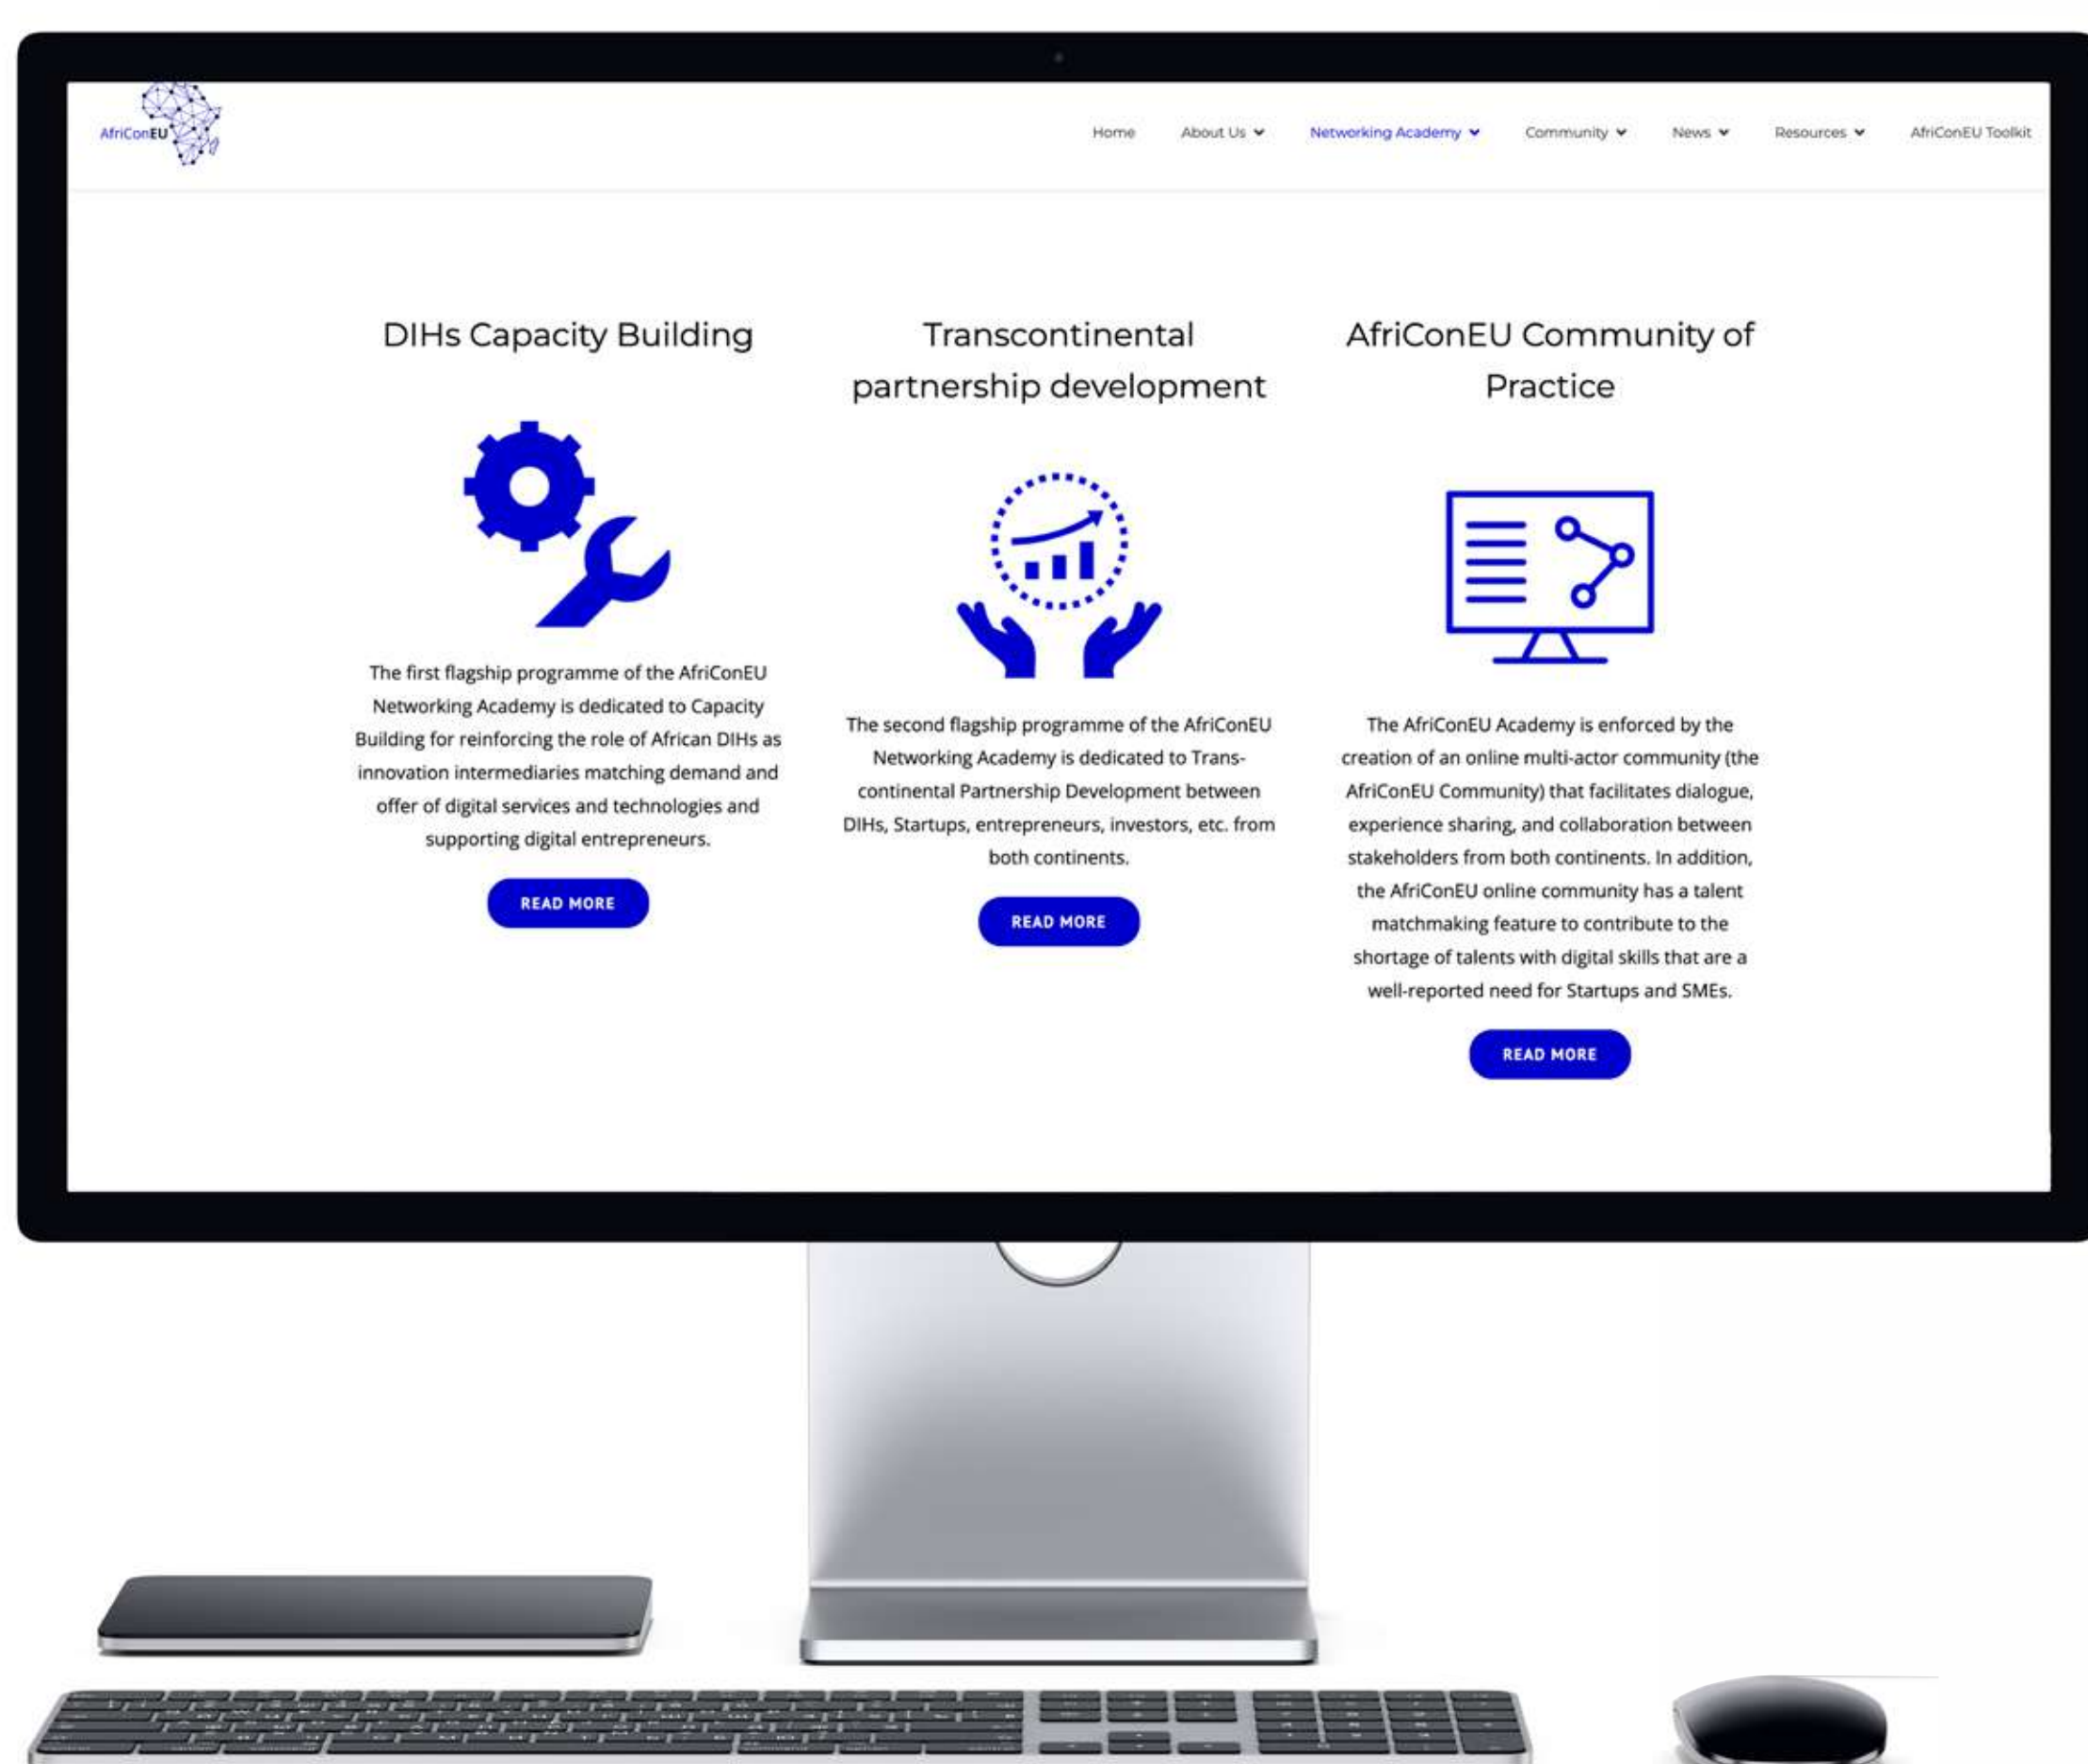 AfriConEU
Home About Us Networking Academy Community News Resources AfriConEU Toolkit
DIHs Capacity Building
The first flagship programme of the AfriConEU
Networking Academy is dedicated to Capacity
Building for reinforcing the role of African DIHs as
innovation intermediaries matching demand and
offer of digital services and technologies and
supporting digital entrepreneurs.
READ MORE
Transcontinental
partnership development
The second flagship programme of the AfriConEU
Networking Academy is dedicated to Trans-
continental Partnership Development between
DIHs, Startups, entrepreneurs, investors, etc. from
both continents.
READ MORE
AfriConEU Community of
Practice
The AfriConEU Academy is enforced by the
creation of an online multi-actor community (the
AfriConEU Community) that facilitates dialogue,
experience sharing, and collaboration between
stakeholders from both continents. In addition,
the AfriConEU online community has a talent
matchmaking feature to contribute to the
shortage of talents with digital skills that are a
well-reported need for Startups and SMEs.
READ MORE